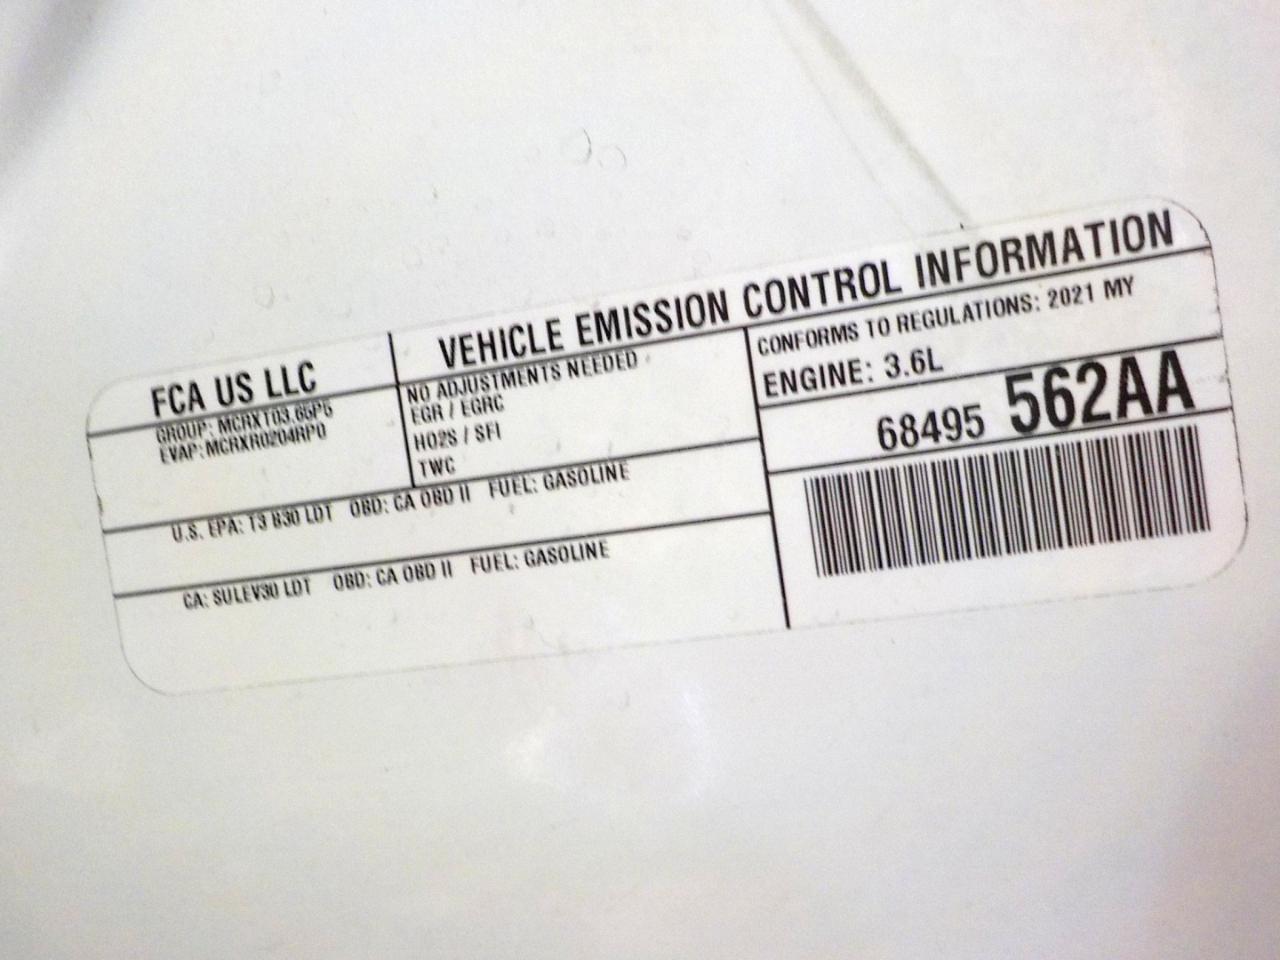 FCA US LLC
GROUP: MCRXT03.65P5
EVAP: MCRXR0204RP0
VEHICLE EMISSION CONTROL INFORMATION
NO ADJUSTMENTS NEEDED
EGR / EGRC
HO2S / SFI
TWC
U.S. EPA: T3 B30 LDT OBD: CA OBD II FUEL: GASOLINE
CA: SULEV30 LDT OBD: CA OBD II FUEL: GASOLINE
CONFORMS TO REGULATIONS: 2021 MY
ENGINE: 3.6L
68495 562AA